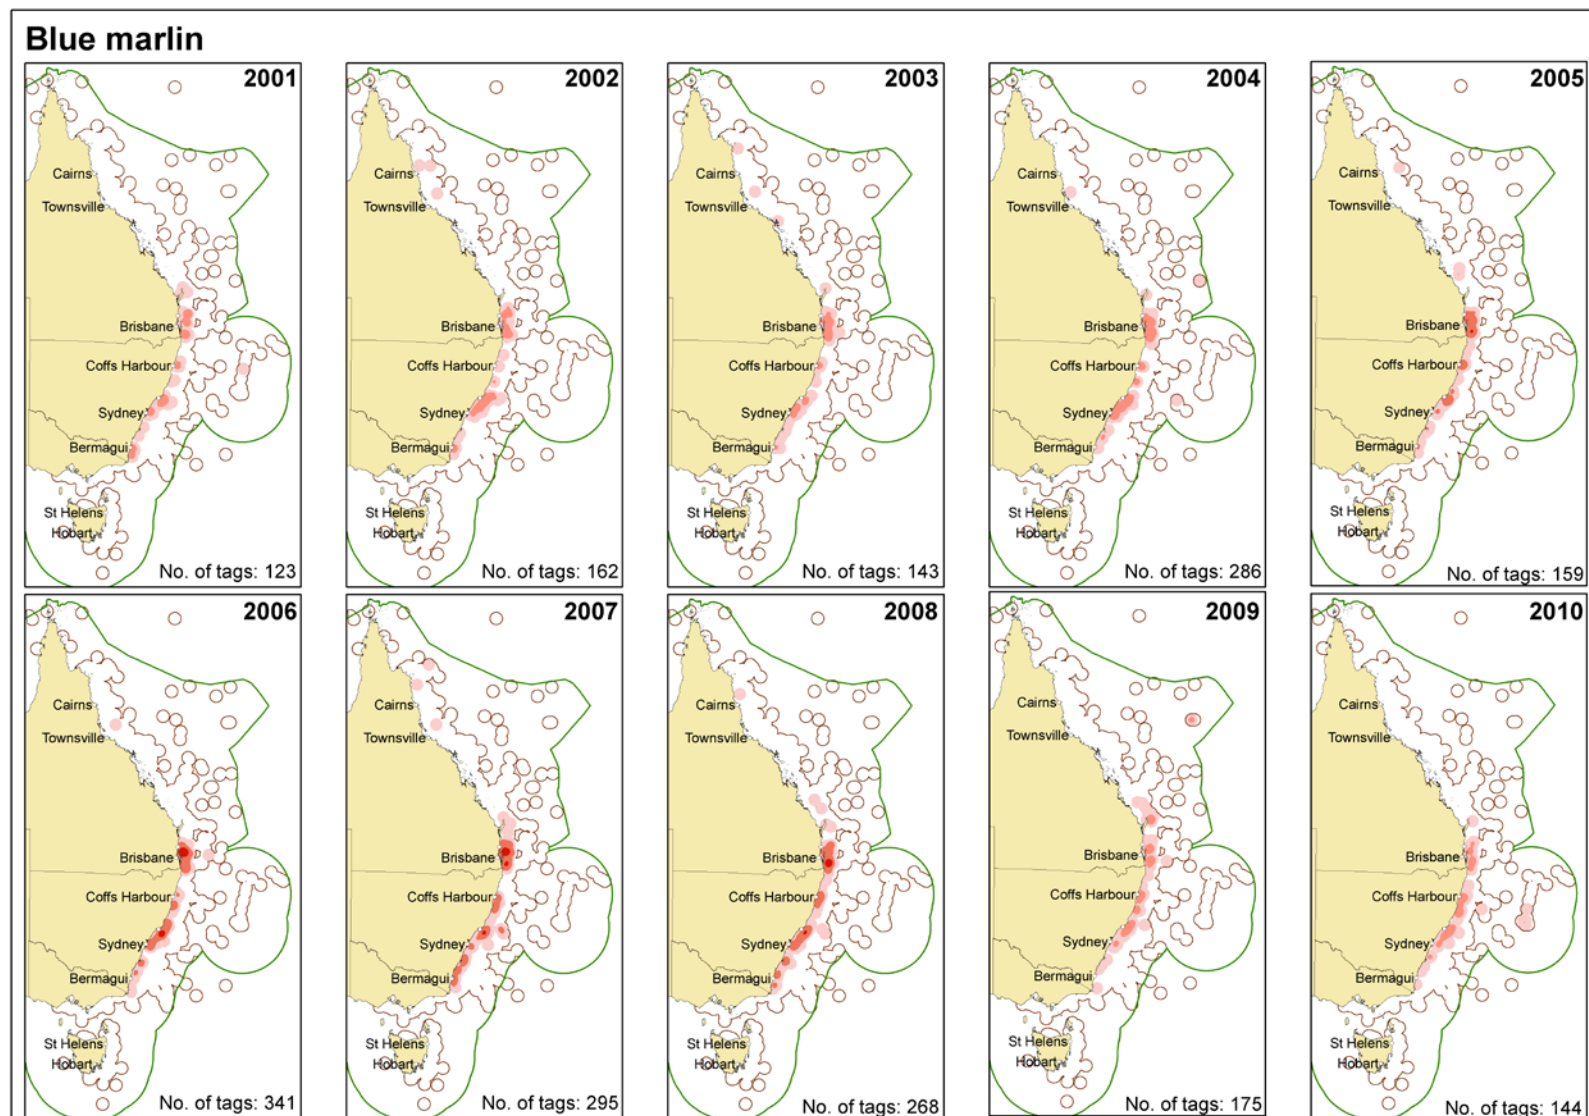 Blue marlin
2001
Cairns
Townsville
Brisbane
Coffs Harbour
Sydney
Bermagui
St Helens
Hobart
No. of tags: 123
2002
Cairns
Townsville
Brisbane
Coffs Harbour
Sydney
Bermagui
St Helens
Hobart
No. of tags: 162
2003
Cairns
Townsville
Brisbane
Coffs Harbour
Sydney
Bermagui
St Helens
Hobart
No. of tags: 143
2004
Cairns
Townsville
Brisbane
Coffs Harbour
Sydney
Bermagui
St Helens
Hobart
No. of tags: 286
2005
Cairns
Townsville
Brisbane
Coffs Harbour
Sydney
Bermagui
St Helens
Hobart
No. of tags: 159
2006
Cairns
Townsville
Brisbane
Coffs Harbour
Sydney
Bermagui
St Helens
Hobart
No. of tags: 341
2007
Cairns
Townsville
Brisbane
Coffs Harbour
Sydney
Bermagui
St Helens
Hobart
No. of tags: 295
2008
Cairns
Townsville
Brisbane
Coffs Harbour
Sydney
Bermagui
St Helens
Hobart
No. of tags: 268
2009
Cairns
Townsville
Brisbane
Coffs Harbour
Sydney
Bermagui
St Helens
Hobart
No. of tags: 175
2010
Cairns
Townsville
Brisbane
Coffs Harbour
Sydney
Bermagui
St Helens
Hobart
No. of tags: 144